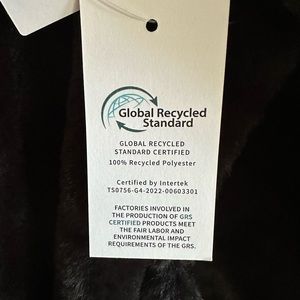 Global Recycled
Standard
GLOBAL RECYCLED
STANDARD CERTIFIED
100% Recycled Polyester
Certified by Intertek
TS0756-G4-2022-00603301
FACTORIES INVOLVED IN
THE PRODUCTION OF GRS
CERTIFIED PRODUCTS MEET
THE FAIR LABOR AND
ENVIRONMENTAL IMPACT
REQUIREMENTS OF THE GRS.